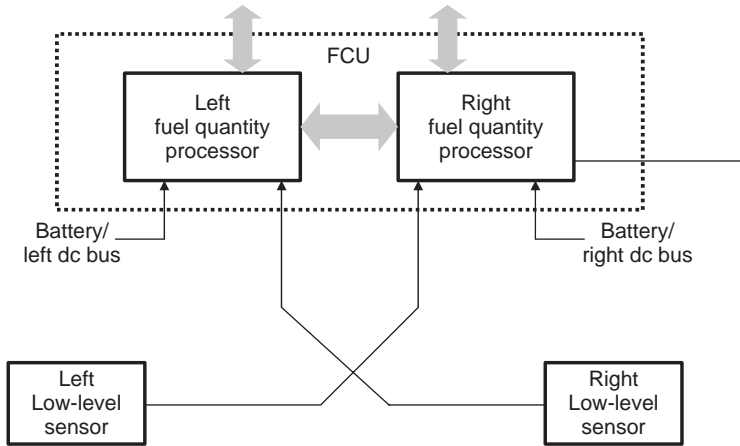 FCU
Left
fuel quantity
processor
Right
fuel quantity
processor
Battery/
left dc bus
Battery/
right dc bus
Left
Low-level
sensor
Right
Low-level
sensor